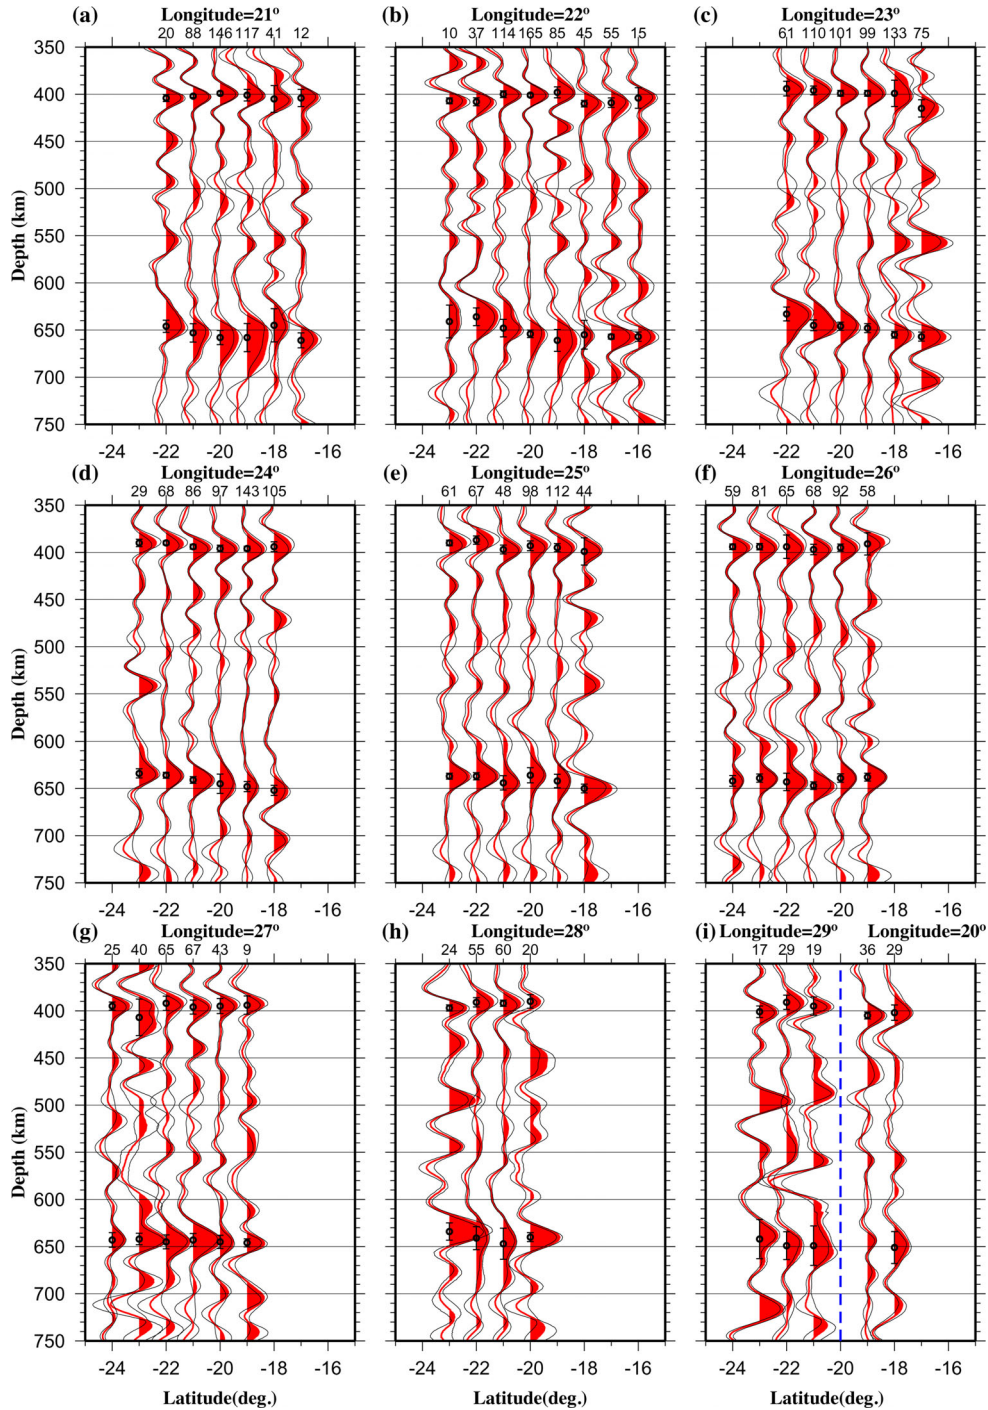 (a) Longitude=21° (b) Longitude=22° (c) Longitude=23°
20 88 146 117 41 12 10 37 114 165 85 45 55 15 61 110 101 99 133 75
350
400
450
500
550
600
650
700
750
Depth (km)
-24 -22 -20 -18 -16 -24 -22 -20 -18 -16 -24 -22 -20 -18 -16
(d) Longitude=24° (e) Longitude=25° (f) Longitude=26°
29 68 86 97 143 105 61 67 48 98 112 44 59 81 65 68 92 58
350
400
450
500
550
600
650
700
750
Depth (km)
-24 -22 -20 -18 -16 -24 -22 -20 -18 -16 -24 -22 -20 -18 -16
(g) Longitude=27° (h) Longitude=28° (i) Longitude=29° Longitude=20°
25 40 65 67 43 9 24 55 60 20 17 29 19 36 29
350
400
450
500
550
600
650
700
750
Depth (km)
-24 -22 -20 -18 -16 -24 -22 -20 -18 -16 -24 -22 -20 -18 -16
Latitude(deg.) Latitude(deg.) Latitude(deg.)